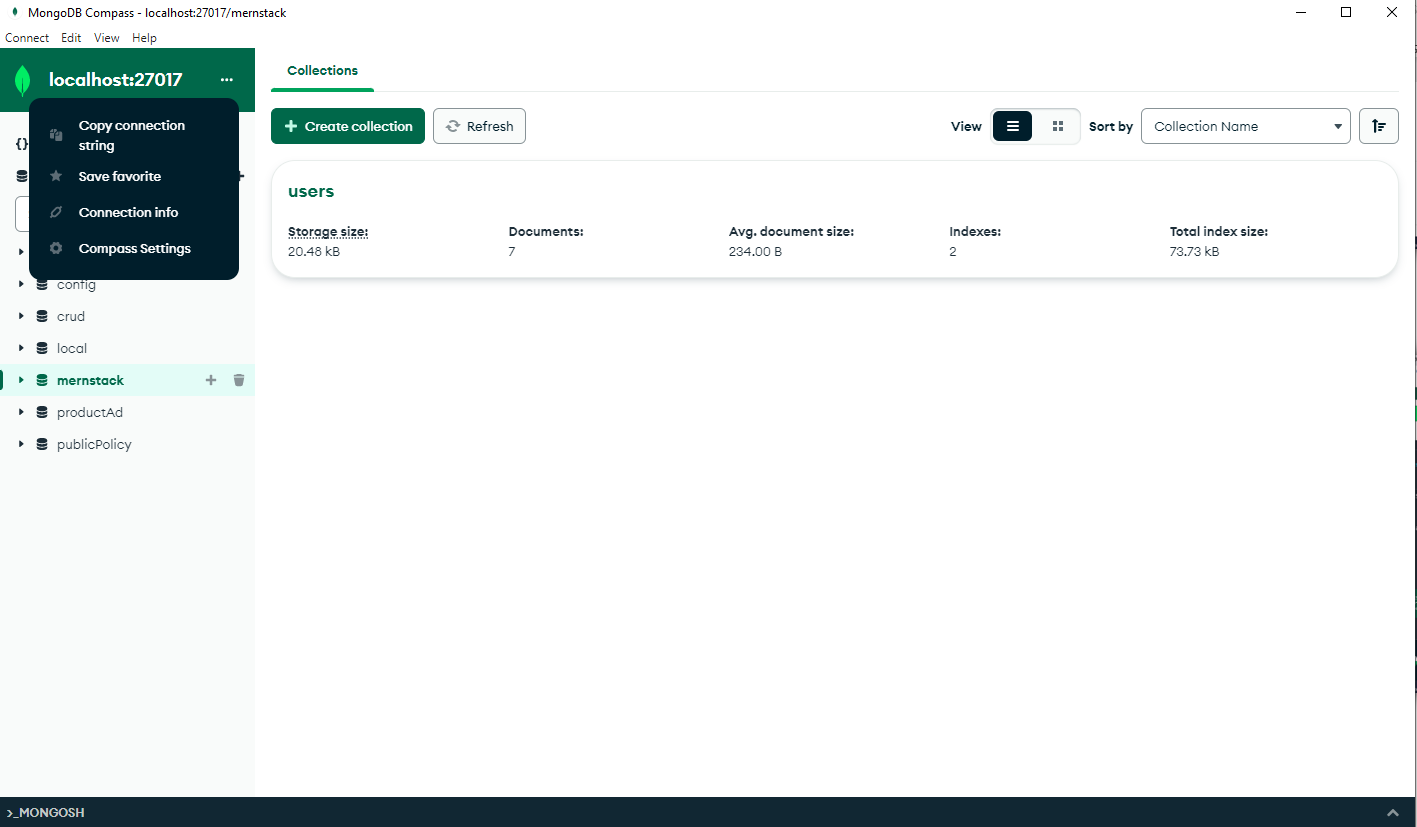 MongoDB Compass - localhost:27017/mernstack
Connect Edit View Help
localhost:27017 ...
Copy connection
string
Save favorite
Connection info
Compass Settings
{}
config
crud
local
mernstack
productAd
publicPolicy
Collections
Create collection
Refresh
View
Sort by
Collection Name
users
Storage size: Documents: Avg. document size: Indexes: Total index size:
20.48 kB 7 234.00 B 2 73.73 kB
>_MONGOSH